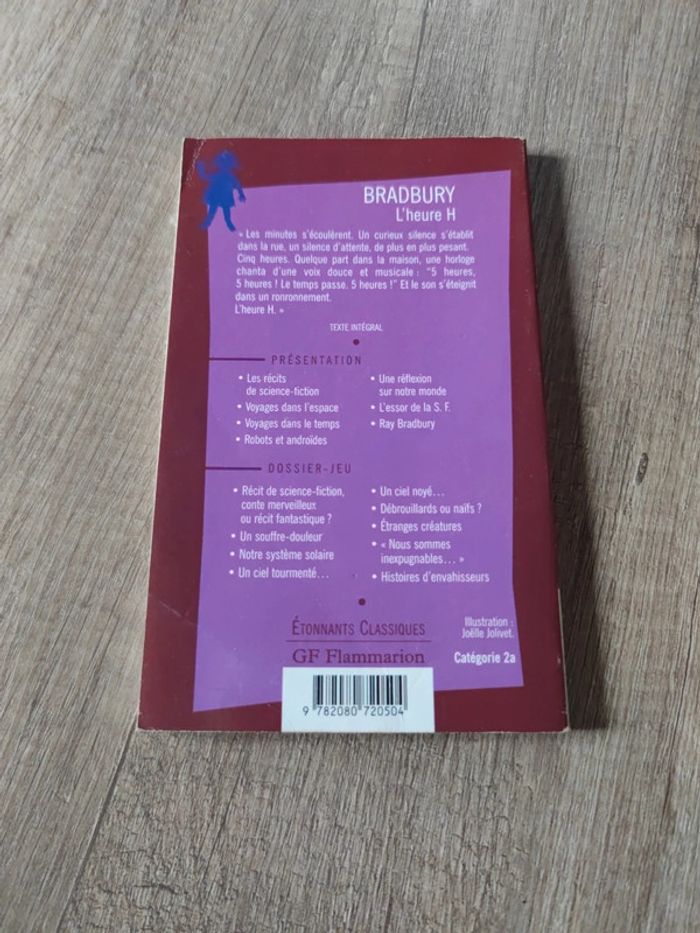 BRADBURY
L'heure H
« Les minutes s'écoulèrent. Un curieux silence s'établit
dans la rue, un silence d'attente, de plus en plus pesant.
Cinq heures. Quelque part dans la maison, une horloge
chanta d'une voix douce et musicale : "5 heures,
5 heures ! Le temps passe. 5 heures !" Et le son s'éteignit
dans un ronronnement.
L'heure H. »
TEXTE INTÉGRAL
PRÉSENTATION
• Les récits
de science-fiction
• Voyages dans l'espace
• Voyages dans le temps
• Robots et androïdes
• Une réflexion
sur notre monde
• L'essor de la S. F.
• Ray Bradbury
DOSSIER-JEU
• Récit de science-fiction,
conte merveilleux
ou récit fantastique ?
• Un souffre-douleur
• Notre système solaire
• Un ciel tourmenté...
• Un ciel noyé...
• Débrouillards ou naïfs ?
• Étranges créatures
• « Nous sommes
inexpugnables... »
• Histoires d'envahisseurs
ÉTONNANTS CLASSIQUES
GF Flammarion
Illustration :
Joëlle Jolivet.
Catégorie 2a
9 782080 720504